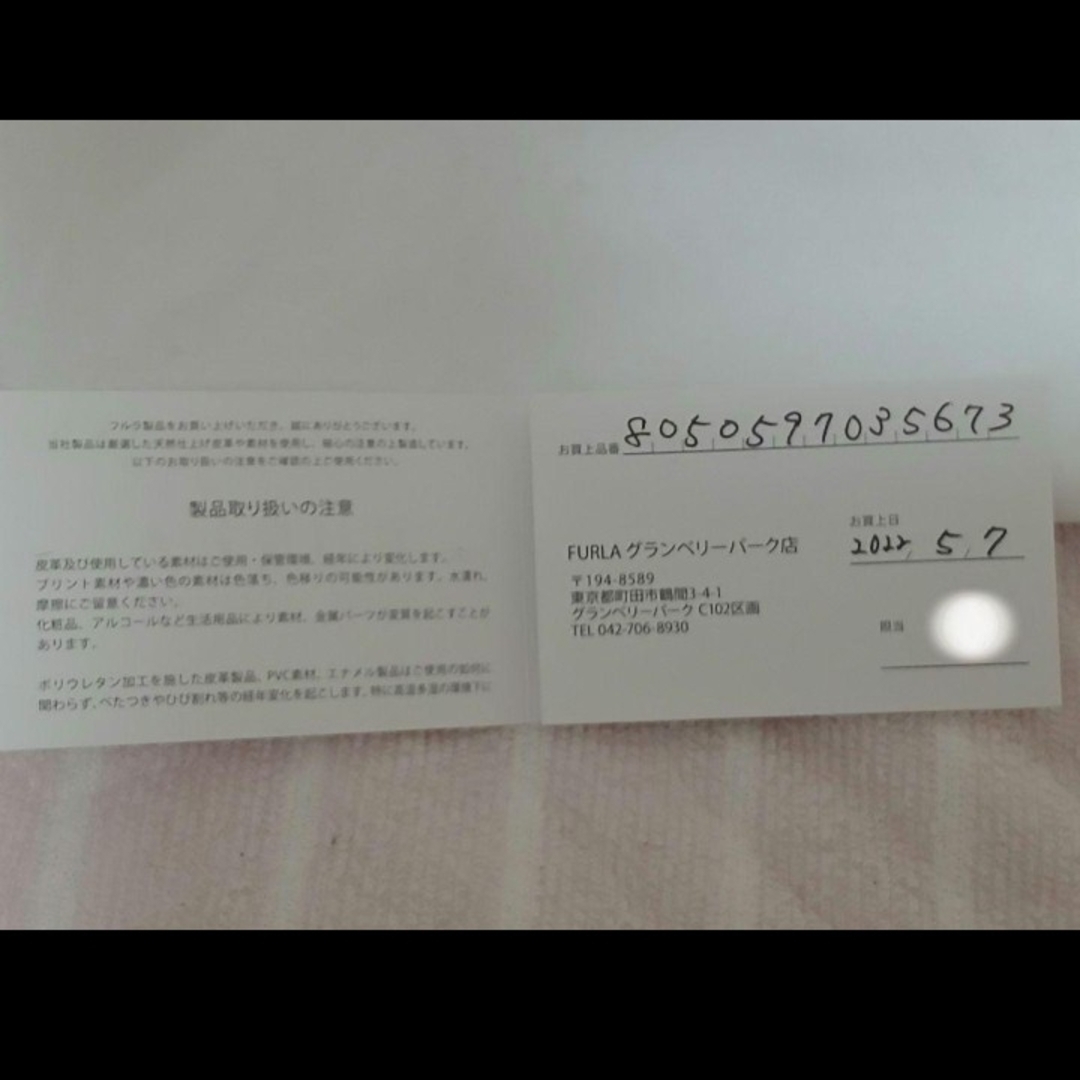 フルラ製品をお買い上げいただき、誠にありがとうございます。
当社製品は厳選した天然仕上げ皮革や素材を使用し、細心の注意の上製造しています。
以下のお取り扱いの注意をご確認の上ご使用ください。
製品取り扱いの注意
皮革及び使用している素材はご使用・保管環境、経年により変化します。
プリント素材や濃い色の素材は色落ち、色移りの可能性があります。水濡れ、
摩擦にご留意ください。
化粧品、アルコールなど生活用品により素材、金属パーツが変質を起こすことが
あります。
ポリウレタン加工を施した皮革製品、PVC素材、エナメル製品はご使用の如何に
関わらず、べたつきやひび割れ等の経年変化を起こします。特に高温多湿の環境下に
お買上品番 8050597035673
お買上日
2022, 5, 7
FURLA グランベリーパーク店
〒194-8589
東京都町田市鶴間3-4-1
グランベリーパーク C102区画
TEL 042-706-8930
担当